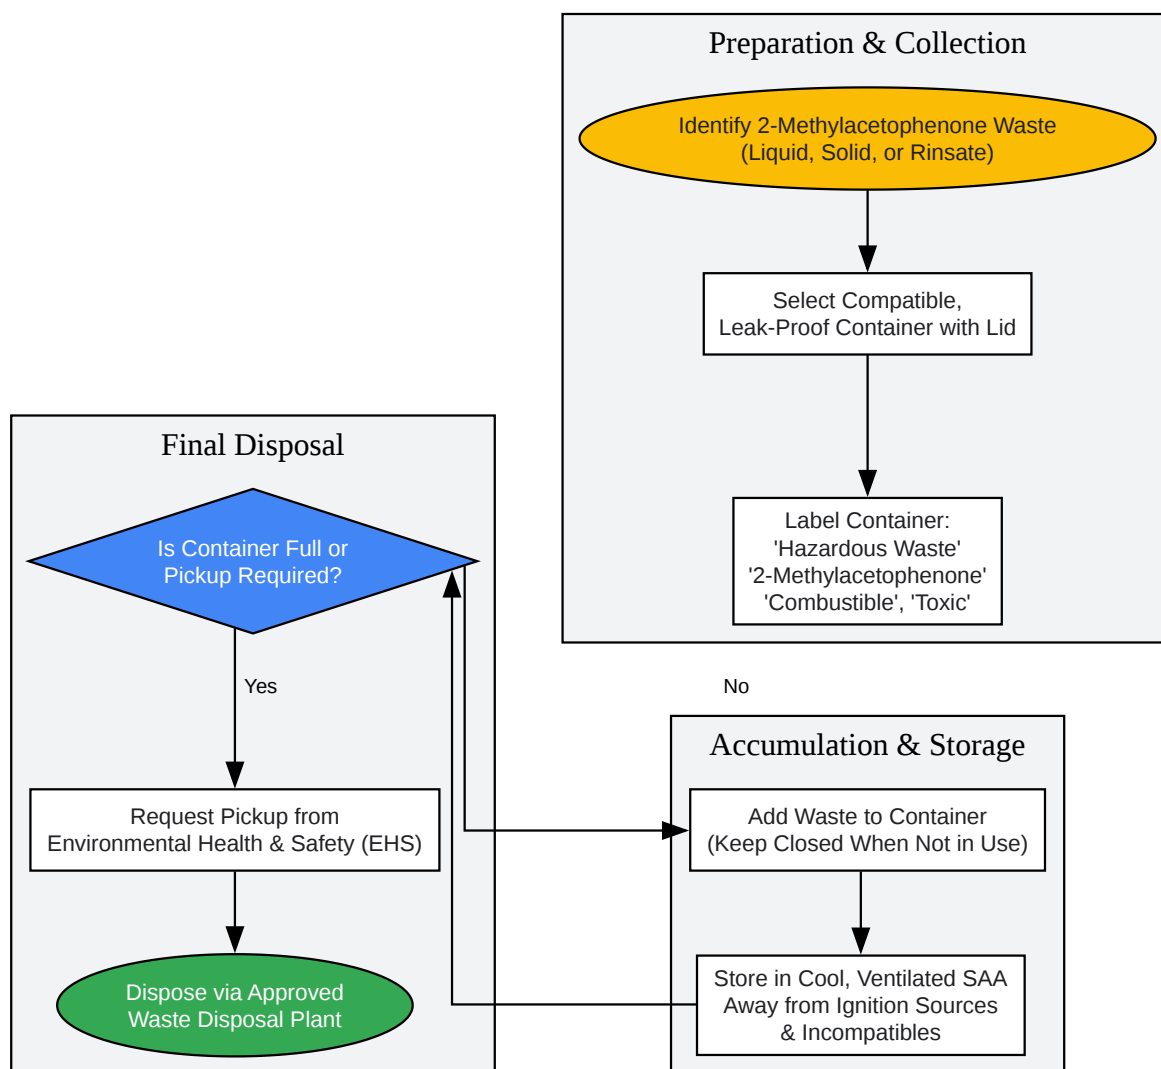 Preparation & Collection
Identify 2-Methylacetophenone Waste
(Liquid, Solid, or Rinsate)
Select Compatible,
Leak-Proof Container with Lid
Label Container:
'Hazardous Waste'
'2-Methylacetophenone'
'Combustible', 'Toxic'
Final Disposal
Is Container Full or
Pickup Required?
Yes
No
Request Pickup from
Environmental Health & Safety (EHS)
Dispose via Approved
Waste Disposal Plant
Accumulation & Storage
Add Waste to Container
(Keep Closed When Not in Use)
Store in Cool, Ventilated SAA
Away from Ignition Sources
& Incompatibles